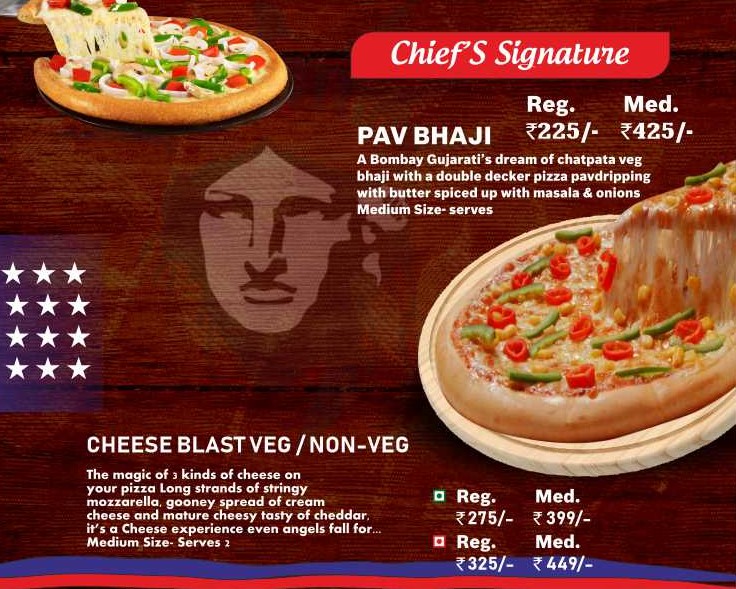 Chief'S Signature
Reg. Med.
PAV BHAJI ₹225/- ₹425/-
A Bombay Gujarati's dream of chatpata veg
bhaji with a double decker pizza pavdripping
with butter spiced up with masala & onions
Medium Size- serves
CHEESE BLAST VEG / NON-VEG
The magic of 3 kinds of cheese on
your pizza Long strands of stringy
mozzarella, gooney spread of cream
cheese and mature cheesy tasty of cheddar,
it's a Cheese experience even angels fall for...
Medium Size- Serves 2
Reg. Med.
₹275/- ₹399/-
Reg. Med.
₹325/- ₹449/-